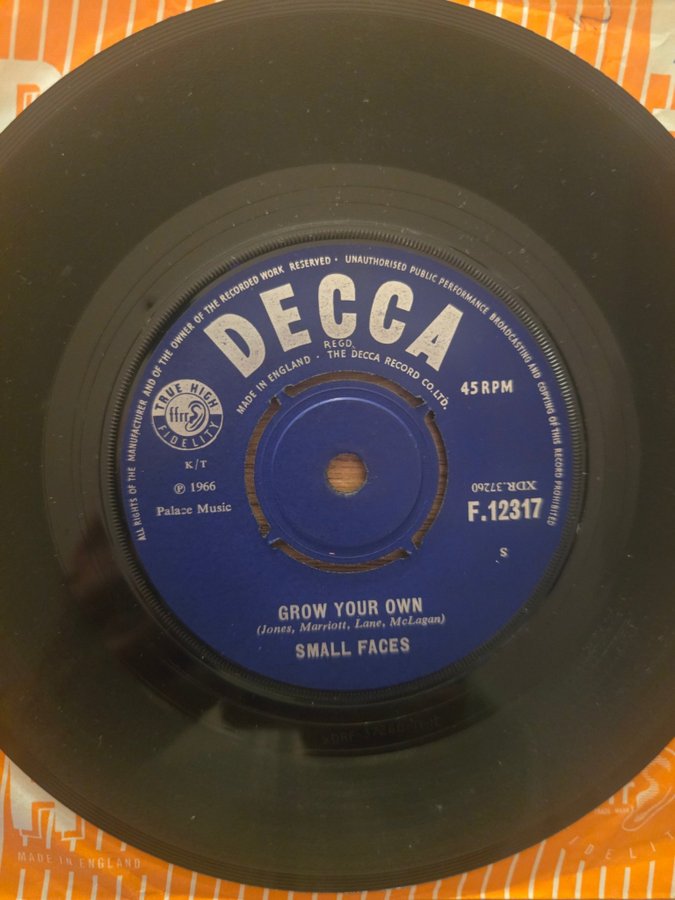 ALL RIGHTS OF THE MANUFACTURER AND OF THE OWNER OF THE RECORDED WORK RESERVED · UNAUTHORISED PUBLIC PERFORMANCE BROADCASTING AND COPYING OF THIS RECORD PROHIBITED
DECCA
REGD.
MADE IN ENGLAND · THE DECCA RECORD CO. LTD.
45 RPM
TRUE HIGH
ffrr
FIDELITY
K/T
℗ 1966
XDR.37260
Palace Music
F.12317
S
GROW YOUR OWN
(Jones, Marriott, Lane, McLagan)
SMALL FACES
MADE IN ENGLAND
ffrr
TRADE MARK